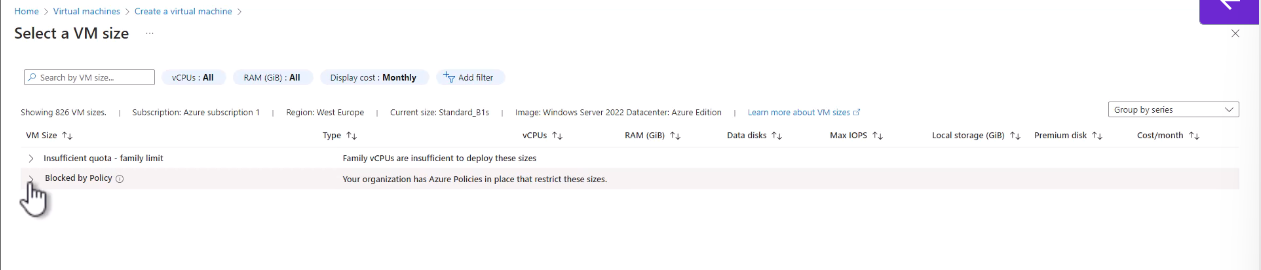 Home > Virtual machines > Create a virtual machine >
Select a VM size ...
Search by VM size...
vCPUs : All
RAM (GiB) : All
Display cost : Monthly
Add filter
Showing 826 VM sizes. | Subscription: Azure subscription 1 | Region: West Europe | Current size: Standard_B1s | Image: Windows Server 2022 Datacenter: Azure Edition | Learn more about VM sizes
Group by series
VM Size Type vCPUs RAM (GiB) Data disks Max IOPS Local storage (GiB) Premium disk Cost/month
Insufficient quota - family limit Family vCPUs are insufficient to deploy these sizes
Blocked by Policy Your organization has Azure Policies in place that restrict these sizes.